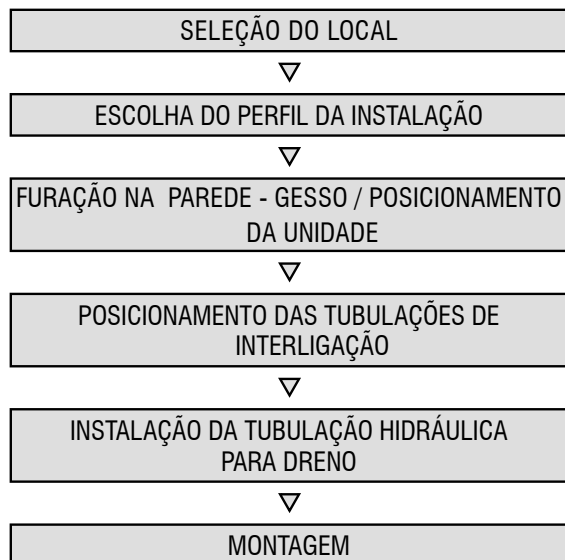 SELEÇÃO DO LOCAL
ESCOLHA DO PERFIL DA INSTALAÇÃO
FURAÇÃO NA PAREDE - GESSO / POSICIONAMENTO
DA UNIDADE
POSICIONAMENTO DAS TUBULAÇÕES DE
INTERLIGAÇÃO
INSTALAÇÃO DA TUBULAÇÃO HIDRÁULICA
PARA DRENO
MONTAGEM